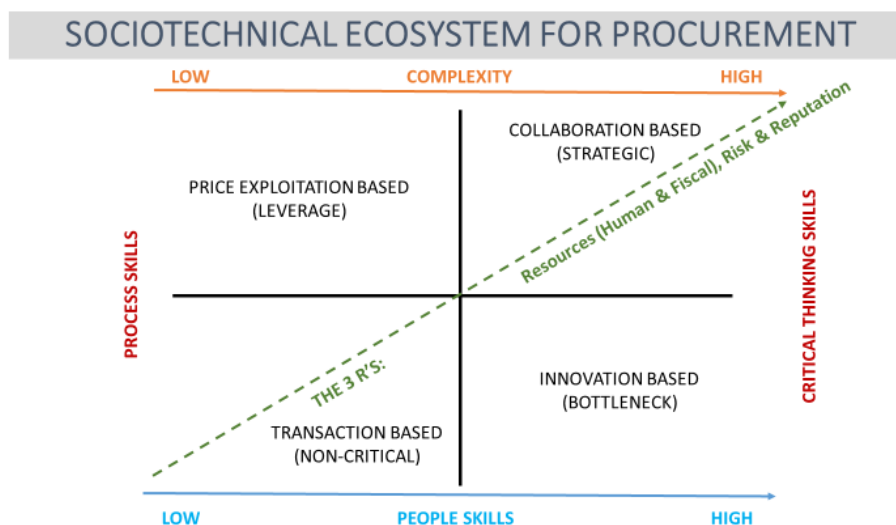 SOCIOTECHNICAL ECOSYSTEM FOR PROCUREMENT
LOW COMPLEXITY HIGH
COLLABORATION BASED
(STRATEGIC)
PRICE EXPLOITATION BASED
(LEVERAGE)
Resources (Human & Fiscal), Risk & Reputation
PROCESS SKILLS
CRITICAL THINKING SKILLS
THE 3 R'S:
INNOVATION BASED
(BOTTLENECK)
TRANSACTION BASED
(NON-CRITICAL)
LOW PEOPLE SKILLS HIGH